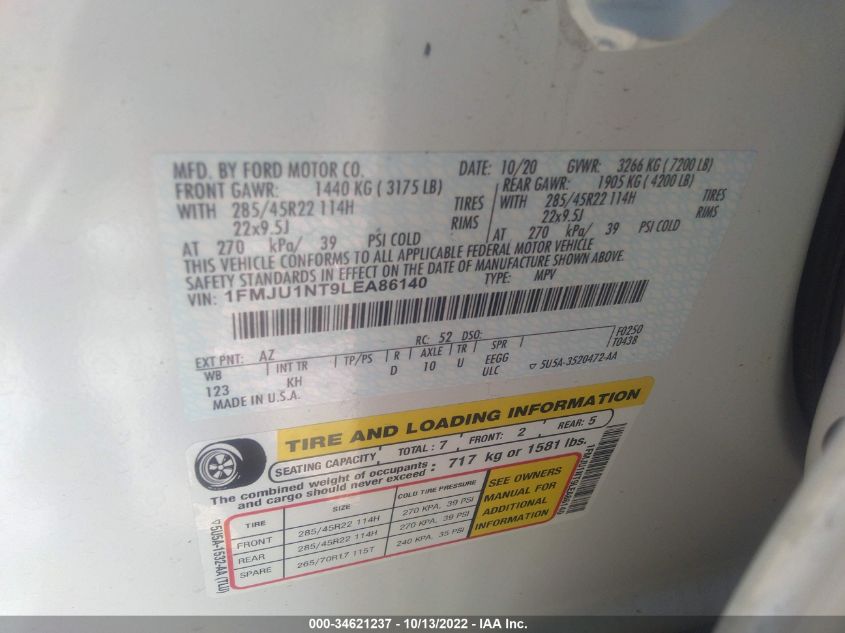 MFD. BY FORD MOTOR CO. DATE: 10/20 GVWR: 3266 KG ( 7200 LB)
FRONT GAWR: 1440 KG ( 3175 LB) REAR GAWR: 1905 KG ( 4200 LB)
WITH 285/45R22 114H TIRES WITH 285/45R22 114H TIRES
22x9.5J RIMS 22x9.5J RIMS
AT 270 kPa/ 39 PSI COLD AT 270 kPa/ 39 PSI COLD
THIS VEHICLE CONFORMS TO ALL APPLICABLE FEDERAL MOTOR VEHICLE
SAFETY STANDARDS IN EFFECT ON THE DATE OF MANUFACTURE SHOWN ABOVE.
VIN: 1FMJU1NT9LEA86140 TYPE: MPV
F0250
T0438
RC: 52 DSO:
EXT PNT: AZ
WB INT TR TP/PS R AXLE TR SPR
123 KH D 10 U EEGG
ULC
▽ 5U5A-3520472-AA
MADE IN U.S.A.
TIRE AND LOADING INFORMATION
SEATING CAPACITY TOTAL : 7 FRONT: 2 REAR: 5
The combined weight of occupants
and cargo should never exceed : 717 kg or 1581 lbs.
TIRE SIZE COLD TIRE PRESSURE
FRONT 285/45R22 114H 270 KPA, 39 PSI
REAR 285/45R22 114H 270 KPA, 39 PSI
SPARE 265/70R17 115T 240 KPA, 35 PSI
SEE OWNERS
MANUAL FOR
ADDITIONAL
INFORMATION
1FMJU1NT9LEA86140
▽ 5U5A-1532-AA (TLU)
000-34621237 - 10/13/2022 - IAA Inc.